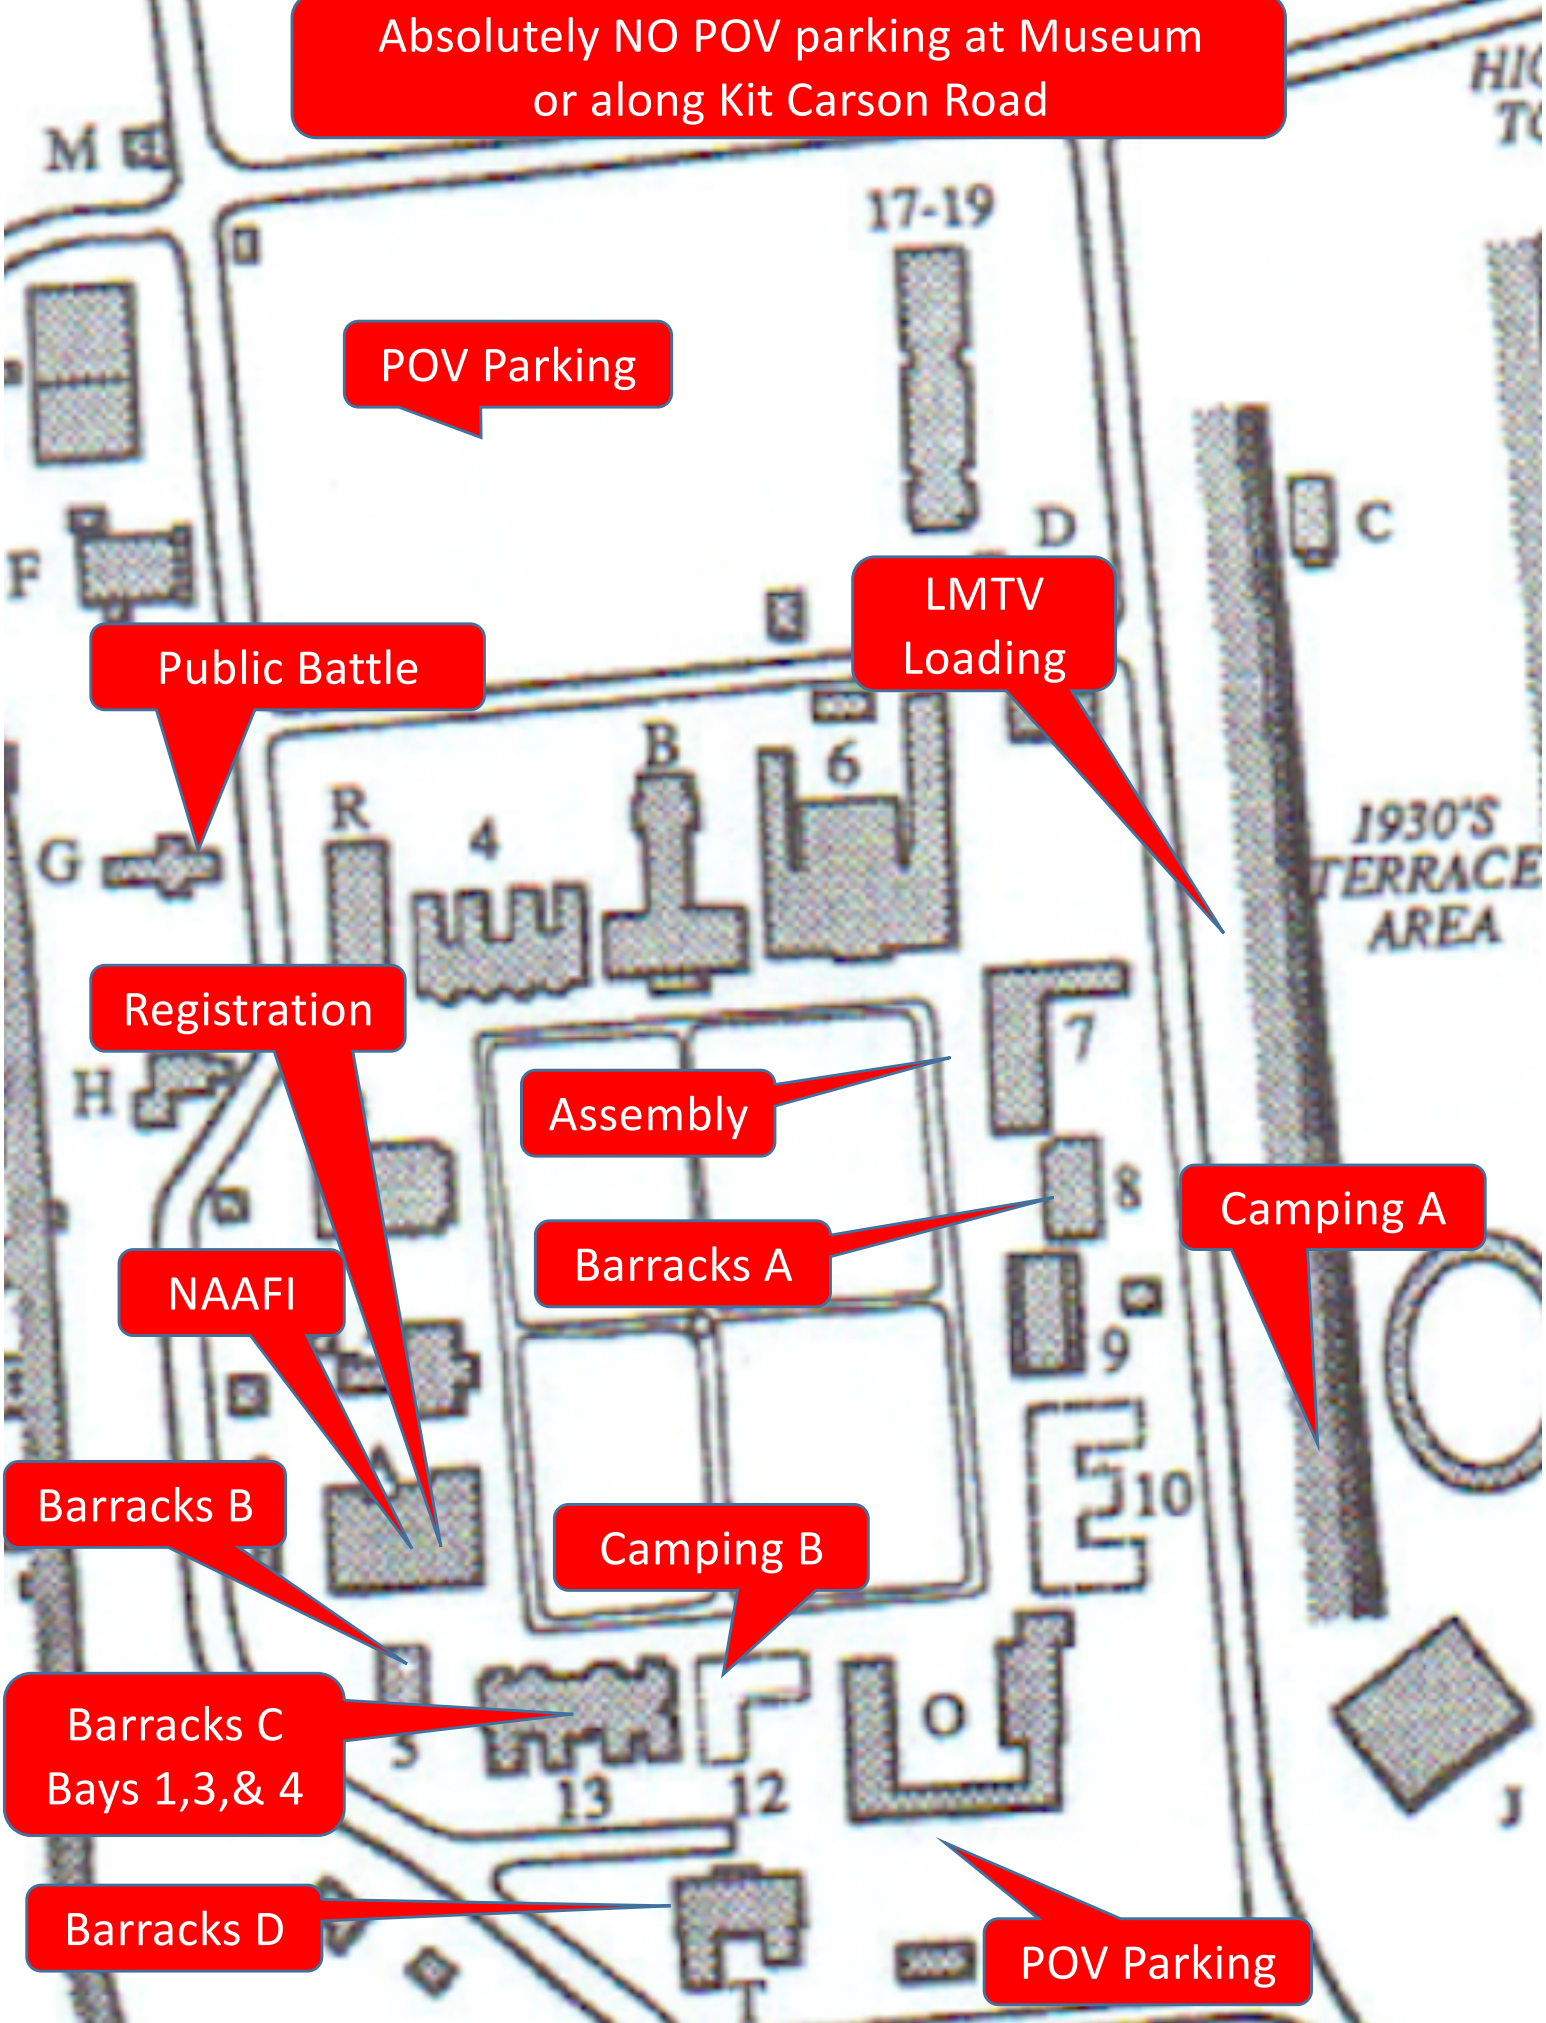 Absolutely NO POV parking at Museum
or along Kit Carson Road
M
17-19
POV Parking
D
C
F
LMTV
Loading
Public Battle
B
6
R
4
1930'S
TERRACE
AREA
G
Registration
7
H
Assembly
8
Camping A
Barracks A
NAAFI
9
Barracks B
10
Camping B
Barracks C
Bays 1,3,& 4
5
O
13
12
J
Barracks D
POV Parking
T